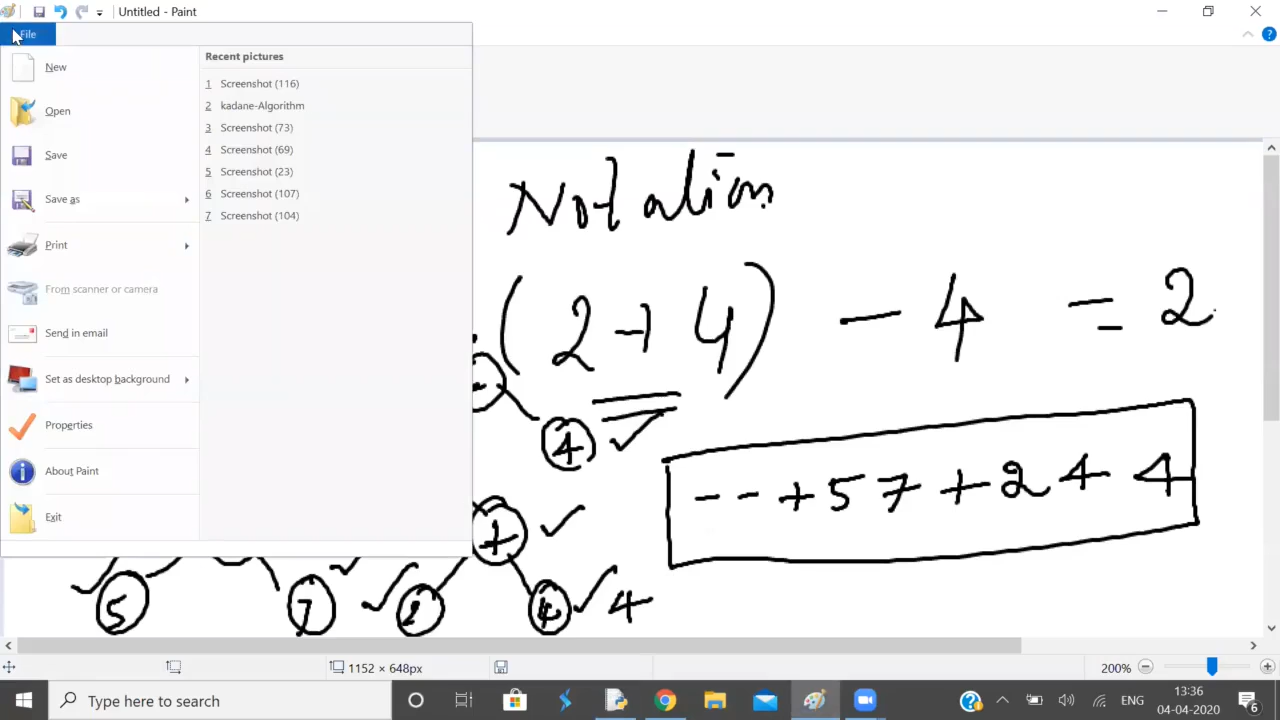 Untitled - Paint
File
New
Open
Save
Save as
Print
From scanner or camera
Send in email
Set as desktop background
Properties
About Paint
Exit
Recent pictures
1 Screenshot (116)
2 kadane-Algorithm
3 Screenshot (73)
4 Screenshot (69)
5 Screenshot (23)
6 Screenshot (107)
7 Screenshot (104)
Notation
(2+4) - 4 = 2
- 4
- - + 5 7 + 2 4 4
+
5 7 2 4 4
1152 × 648px
200%
Type here to search
ENG
13:36
04-04-2020
6